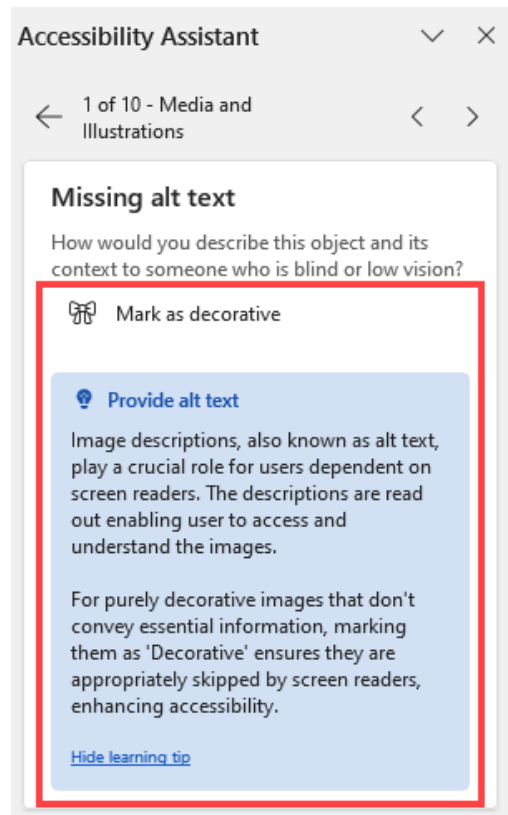 Accessibility Assistant
1 of 10 - Media and
Illustrations
Missing alt text
How would you describe this object and its
context to someone who is blind or low vision?
Mark as decorative
Provide alt text
Image descriptions, also known as alt text,
play a crucial role for users dependent on
screen readers. The descriptions are read
out enabling user to access and
understand the images.
For purely decorative images that don't
convey essential information, marking
them as 'Decorative' ensures they are
appropriately skipped by screen readers,
enhancing accessibility.
Hide learning tip